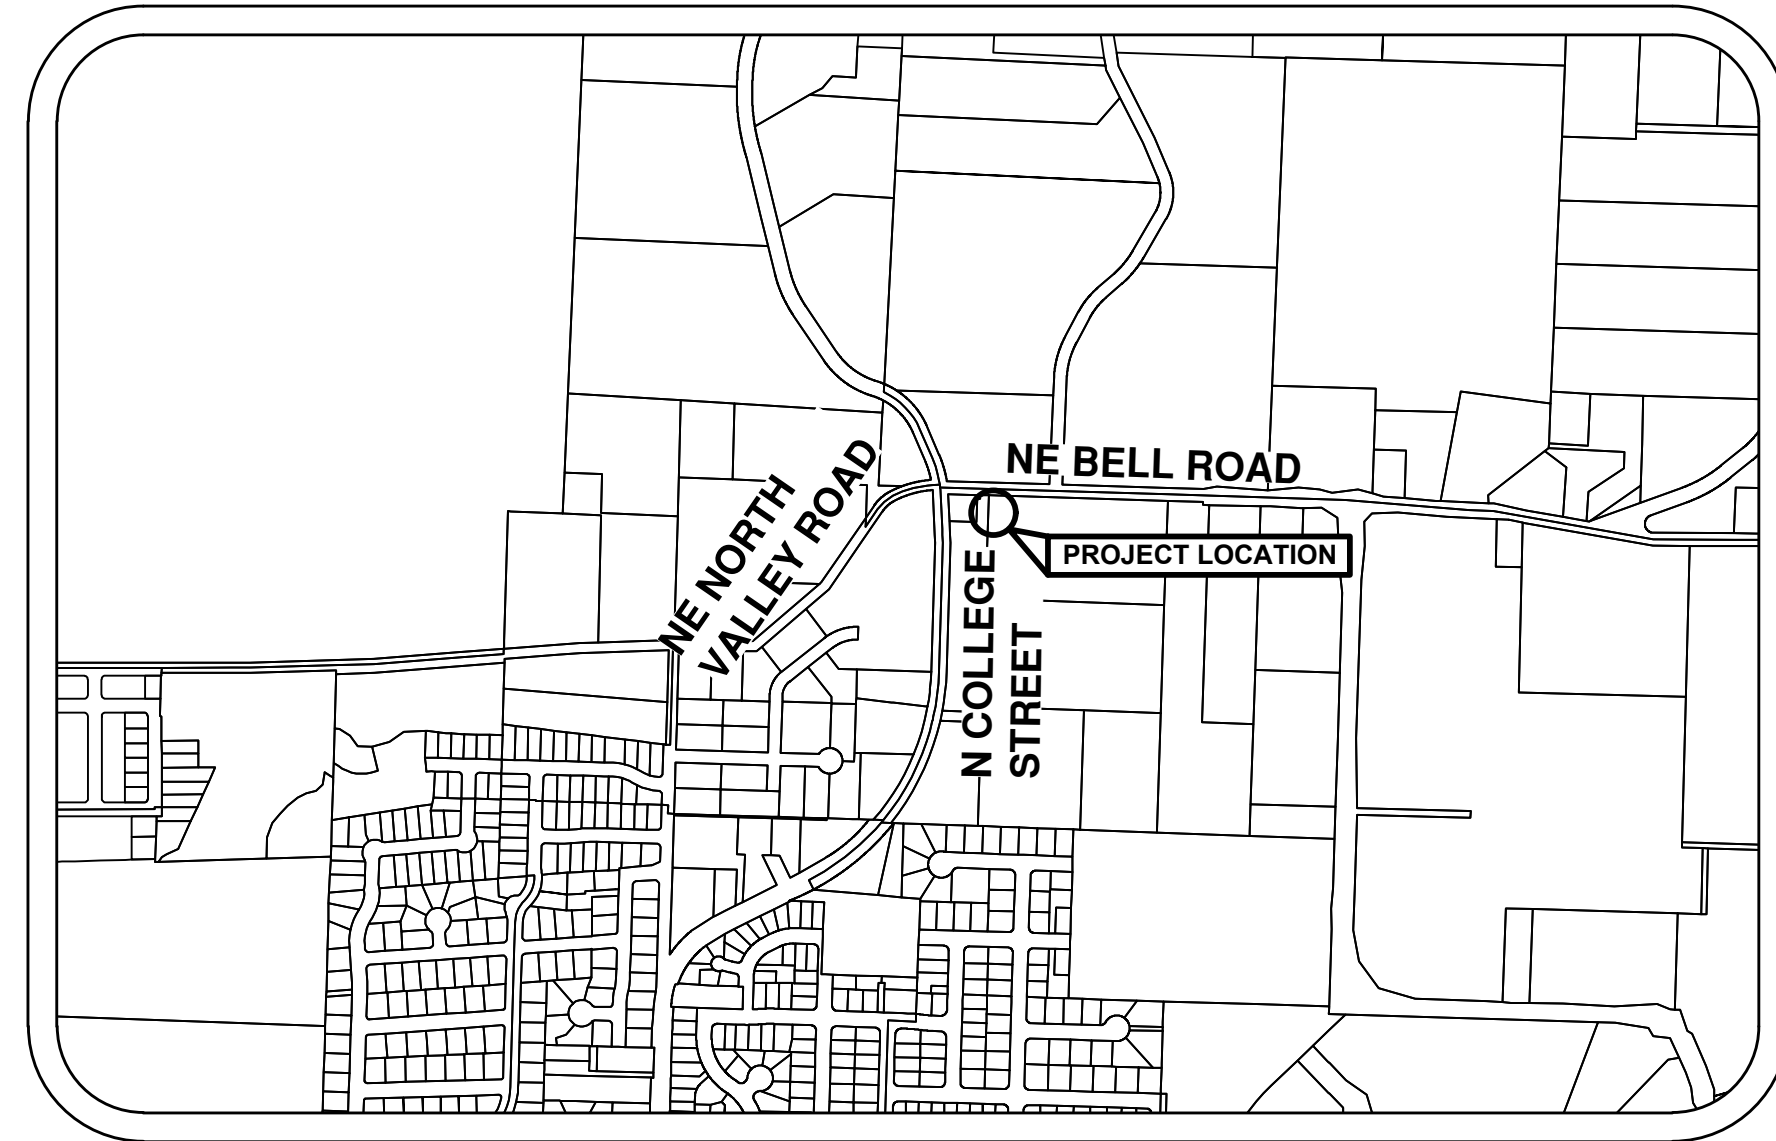 NE BELL ROAD
NE NORTH
VALLEY ROAD
PROJECT LOCATION
N COLLEGE
STREET